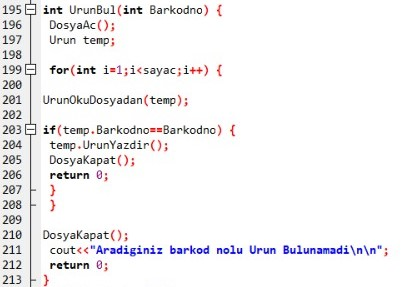 195 int UrunBul(int Barkodno) {
196 DosyaAc();
197 Urun temp;
198
199 for(int i=1;i<sayac;i++) {
200
201 UrunOkuDosyadan(temp);
202
203 if(temp.Barkodno==Barkodno) {
204 temp.UrunYazdir();
205 DosyaKapat();
206 return 0;
207 }
208 }
209
210 DosyaKapat();
211 cout<<"Aradiginiz barkod nolu Urun Bulunamadi\n\n";
212 return 0;
213 }